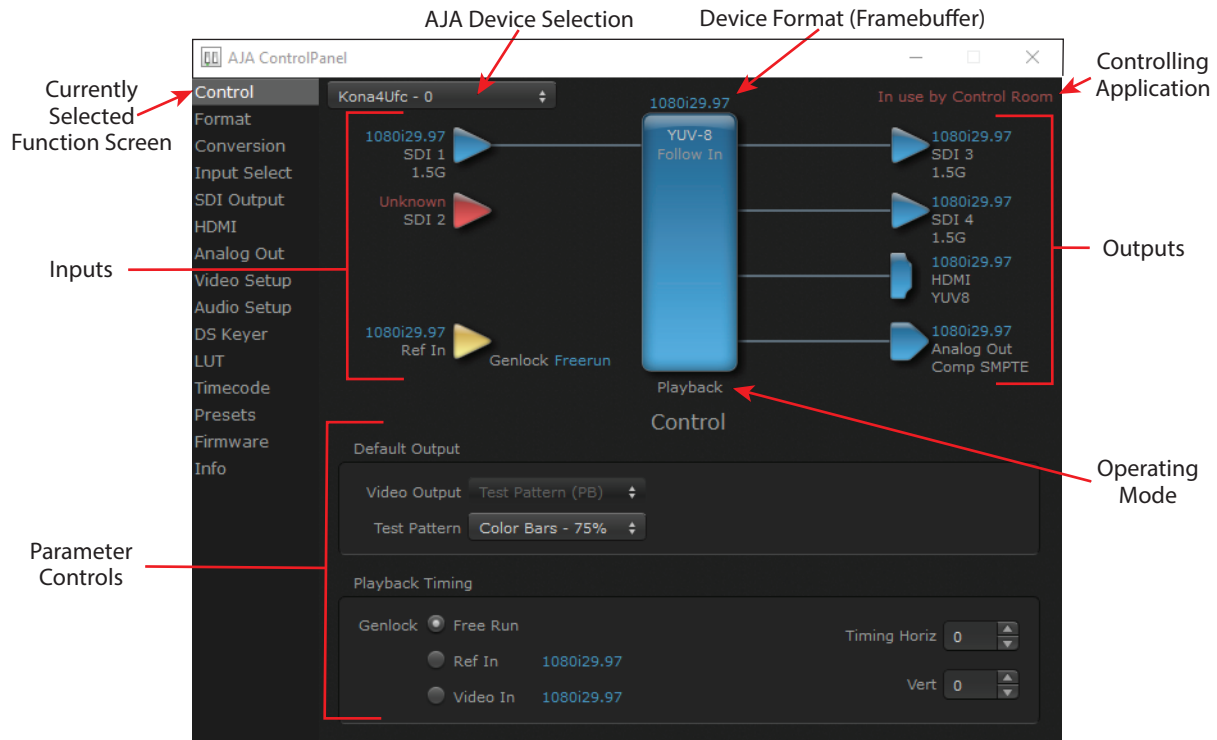 AJA Device Selection
Device Format (Framebuffer)
AJA ControlPanel
Currently
Selected
Function Screen
Controlling
Application
Control
Format
Conversion
Input Select
SDI Output
HDMI
Analog Out
Video Setup
Audio Setup
DS Keyer
LUT
Timecode
Presets
Firmware
Info
Kona4Ufc - 0
1080i29.97
In use by Control Room
YUV-8
Follow In
1080i29.97
SDI 1
1.5G
Unknown
SDI 2
1080i29.97
Ref In
Genlock Freerun
1080i29.97
SDI 3
1.5G
1080i29.97
SDI 4
1.5G
1080i29.97
HDMI
YUV8
1080i29.97
Analog Out
Comp SMPTE
Inputs
Outputs
Playback
Operating
Mode
Control
Parameter
Controls
Default Output
Video Output Test Pattern (PB)
Test Pattern Color Bars - 75%
Playback Timing
Genlock Free Run
Ref In 1080i29.97
Video In 1080i29.97
Timing Horiz 0
Vert 0